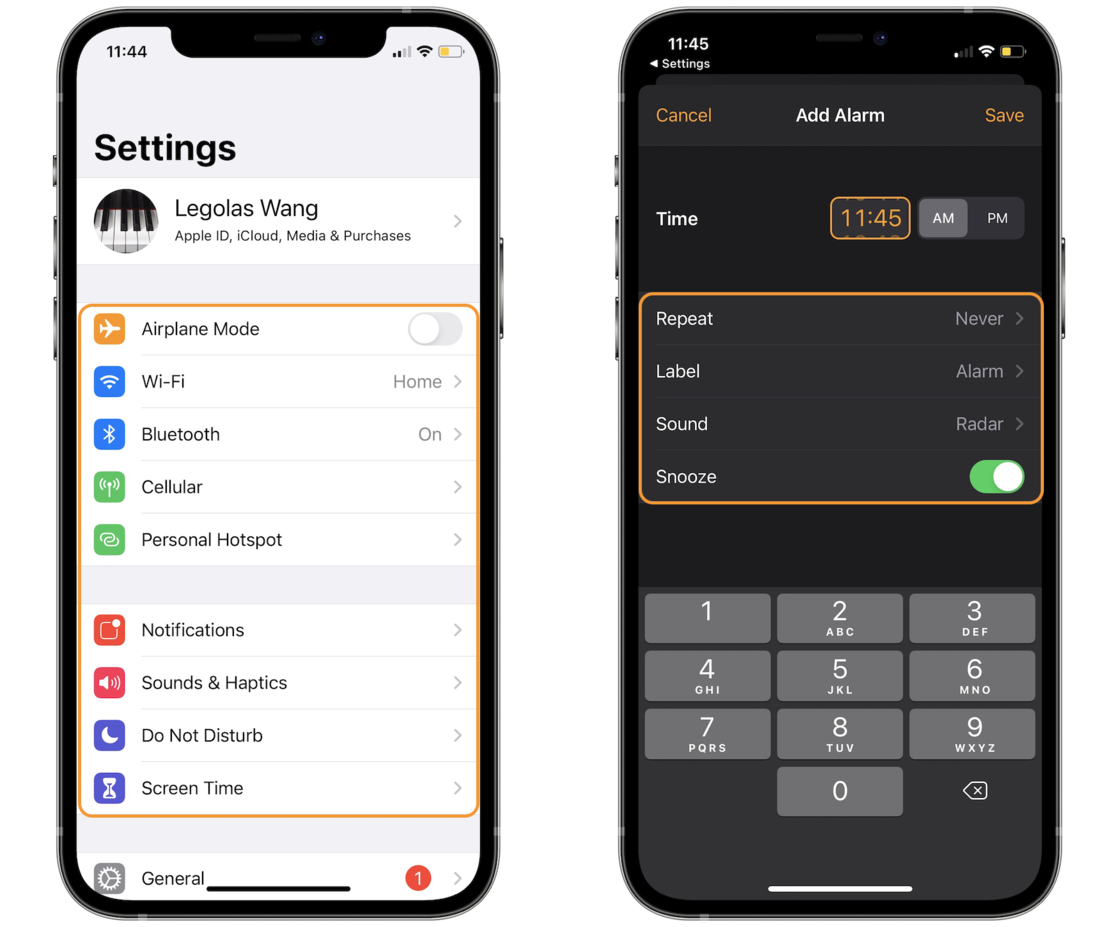 11:44
Settings
Legolas Wang
Apple ID, iCloud, Media & Purchases
Airplane Mode
Wi-Fi Home
Bluetooth On
Cellular
Personal Hotspot
Notifications
Sounds & Haptics
Do Not Disturb
Screen Time
General 1
11:45
Settings
Cancel Add Alarm Save
Time 11:45 AM PM
Repeat Never
Label Alarm
Sound Radar
Snooze
1 2 3
ABC DEF
4 5 6
GHI JKL MNO
7 8 9
PQRS TUV WXYZ
0